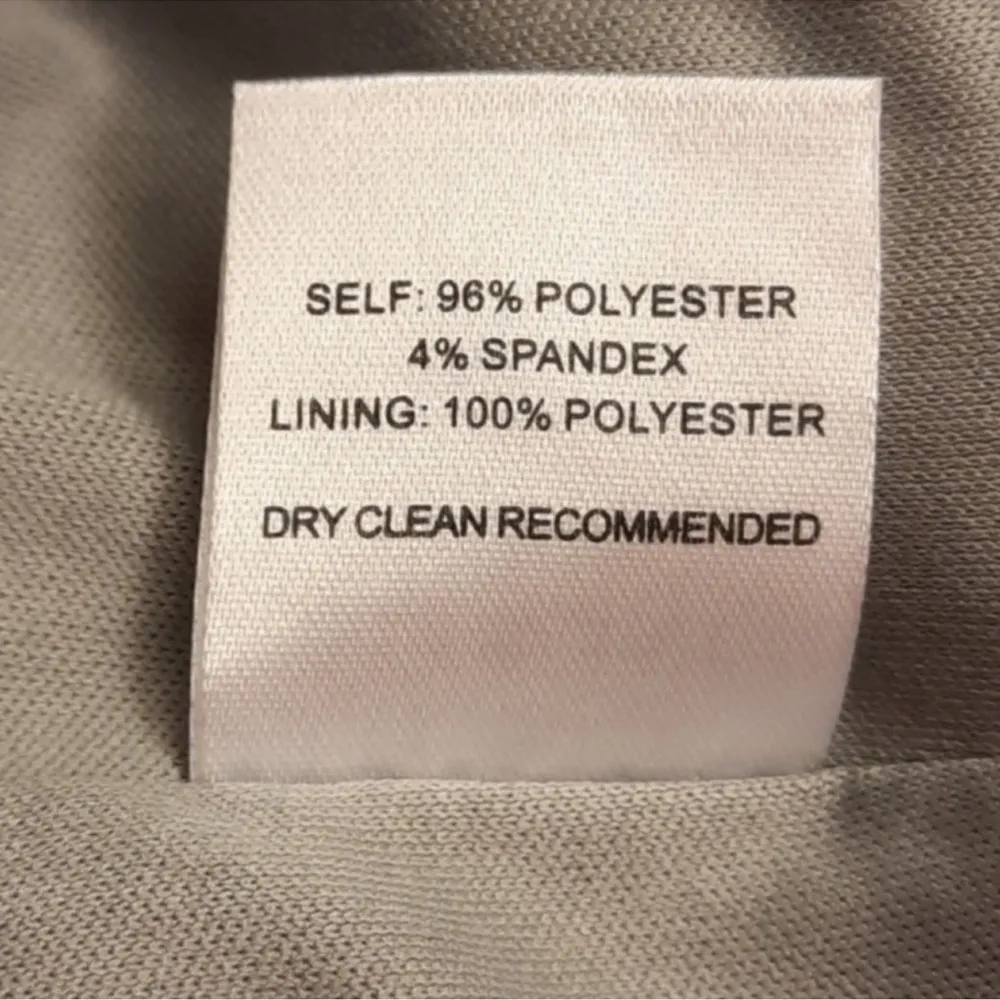 SELF: 96% POLYESTER
4% SPANDEX
LINING: 100% POLYESTER
DRY CLEAN RECOMMENDED